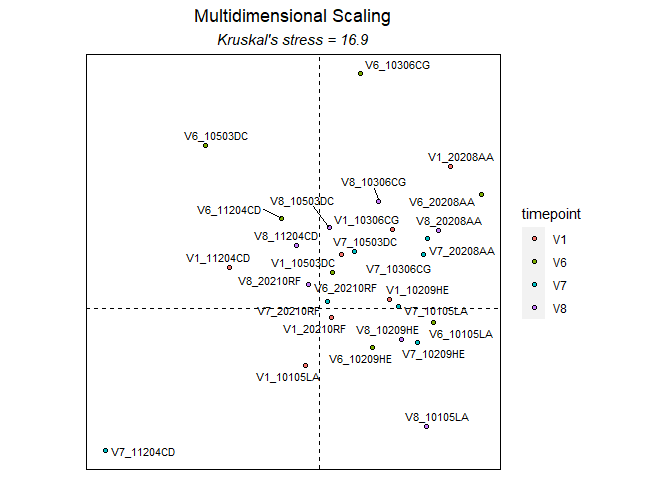 Multidimensional Scaling
Kruskal's stress = 16.9
V6_10306CG
V6_10503DC
V1_20208AA
V8_10306CG
V8_10503DC
V6_20208AA
V6_11204CD
V1_10306CG
V8_20208AA
V8_11204CD
V7_10503DC
V7_20208AA
V1_11204CD
V1_10503DC
V7_10306CG
V8_20210RF
V6_20210RF
V1_10209HE
V7_20210RF
V7_10105LA
V1_20210RF
V8_10209HE
V6_10105LA
V6_10209HE
V7_10209HE
V1_10105LA
V8_10105LA
V7_11204CD
timepoint
V1
V6
V7
V8